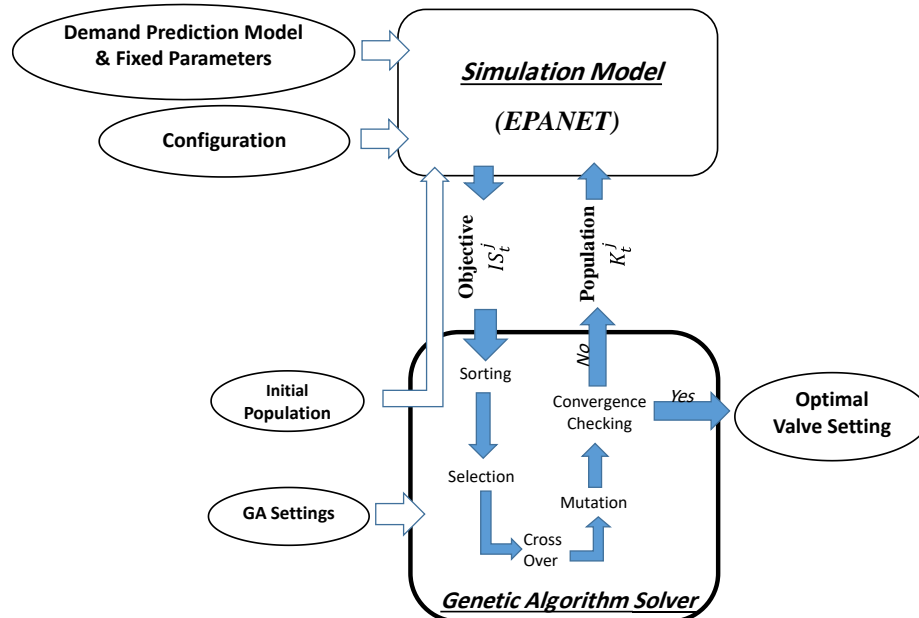 Demand Prediction Model
& Fixed Parameters
Simulation Model
(EPANET)
Configuration
Objective
IS_t^j
Population
K_t^j
Initial
Population
GA Settings
Sorting
Selection
Cross
Over
Mutation
Convergence
Checking
No
Yes
Optimal
Valve Setting
Genetic Algorithm Solver